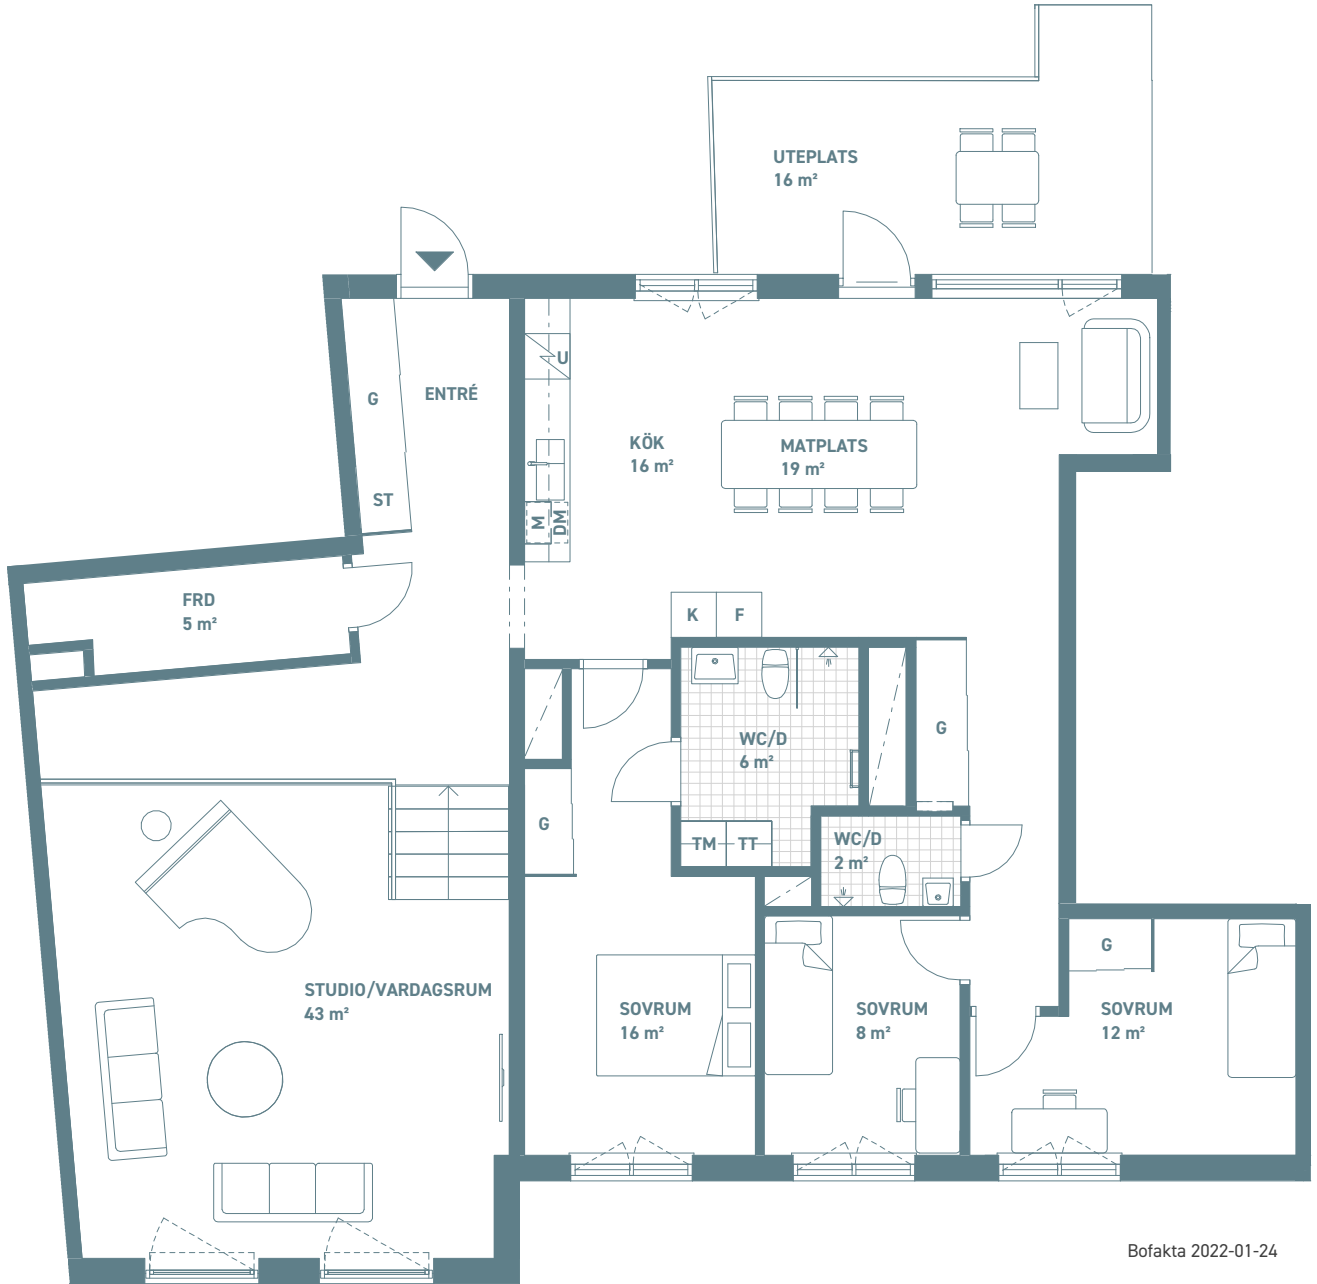 UTEPLATS
16 m²
U
G
ENTRÉ
KÖK
16 m²
MATPLATS
19 m²
ST
M
DM
FRD
5 m²
K
F
WC/D
6 m²
G
G
TM
TT
WC/D
2 m²
G
STUDIO/VARDAGSRUM
43 m²
SOVRUM
16 m²
SOVRUM
8 m²
SOVRUM
12 m²
Bofakta 2022-01-24